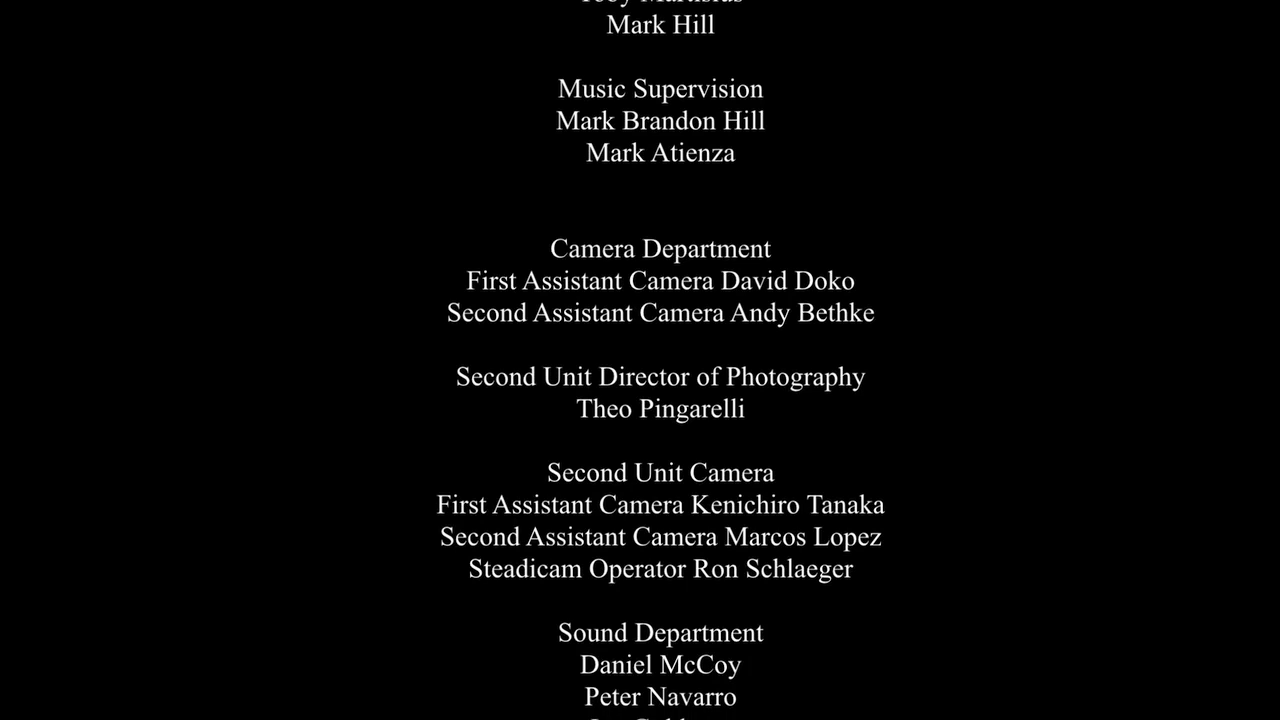 Mark Hill
Music Supervision
Mark Brandon Hill
Mark Atienza
Camera Department
First Assistant Camera David Doko
Second Assistant Camera Andy Bethke
Second Unit Director of Photography
Theo Pingarelli
Second Unit Camera
First Assistant Camera Kenichiro Tanaka
Second Assistant Camera Marcos Lopez
Steadicam Operator Ron Schlaeger
Sound Department
Daniel McCoy
Peter Navarro